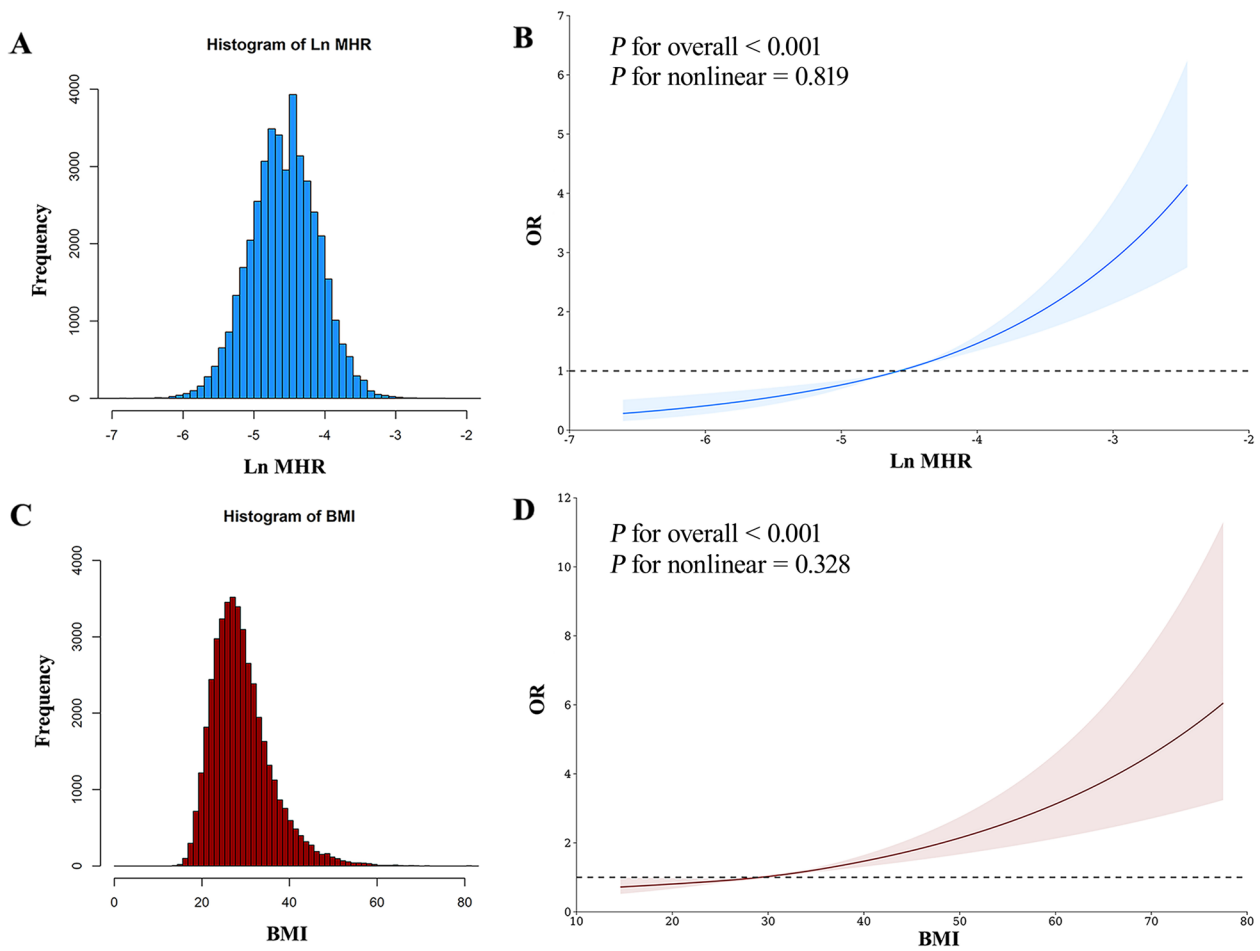 A
Histogram of Ln MHR
Frequency
4000
3000
2000
1000
0
-7 -6 -5 -4 -3 -2
Ln MHR
B
P for overall < 0.001
P for nonlinear = 0.819
OR
7
6
5
4
3
2
1
0
-7 -6 -5 -4 -3 -2
Ln MHR
C
Histogram of BMI
Frequency
4000
3000
2000
1000
0
0 20 40 60 80
BMI
D
P for overall < 0.001
P for nonlinear = 0.328
OR
12
10
8
6
4
2
0
10 20 30 40 50 60 70 80
BMI